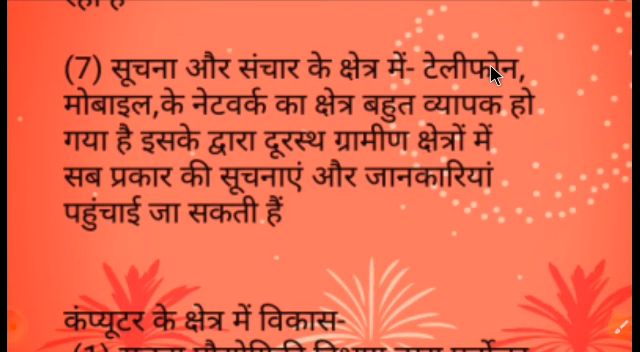 (7) सूचना और संचार के क्षेत्र में- टेलीफोन,
मोबाइल,के नेटवर्क का क्षेत्र बहुत व्यापक हो
गया है इसके द्वारा दूरस्थ ग्रामीण क्षेत्रों में
सब प्रकार की सूचनाएं और जानकारियां
पहुंचाई जा सकती हैं
कंप्यूटर के क्षेत्र में विकास-